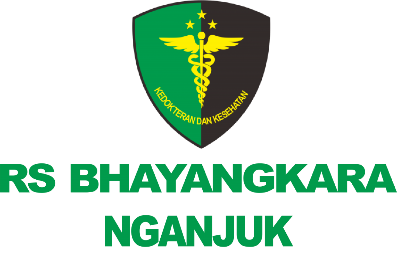 KEDOKTERAN DAN KESEHATAN
RS BHAYANGKARA
NGANJUK